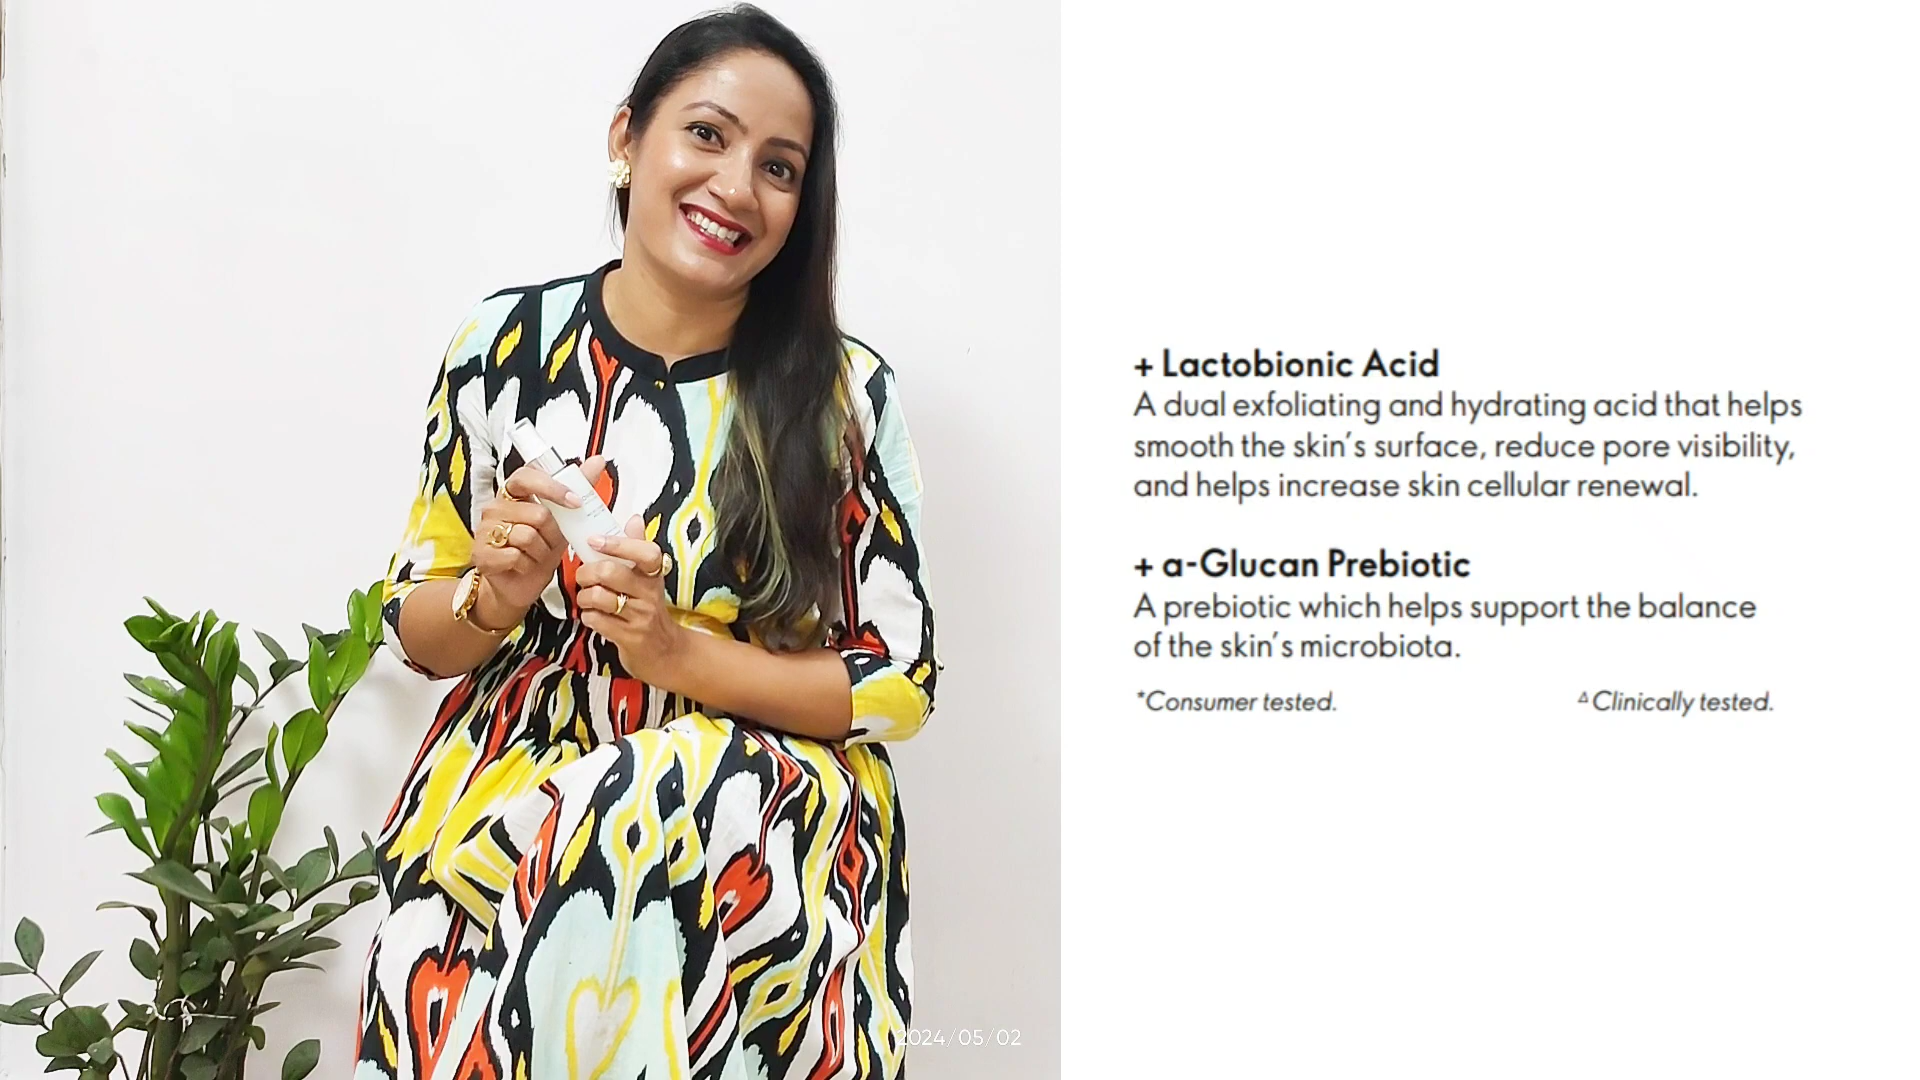 + Lactobionic Acid
A dual exfoliating and hydrating acid that helps
smooth the skin's surface, reduce pore visibility,
and helps increase skin cellular renewal.
+ a-Glucan Prebiotic
A prebiotic which helps support the balance
of the skin's microbiota.
*Consumer tested.
ΔClinically tested.
2024/05/02